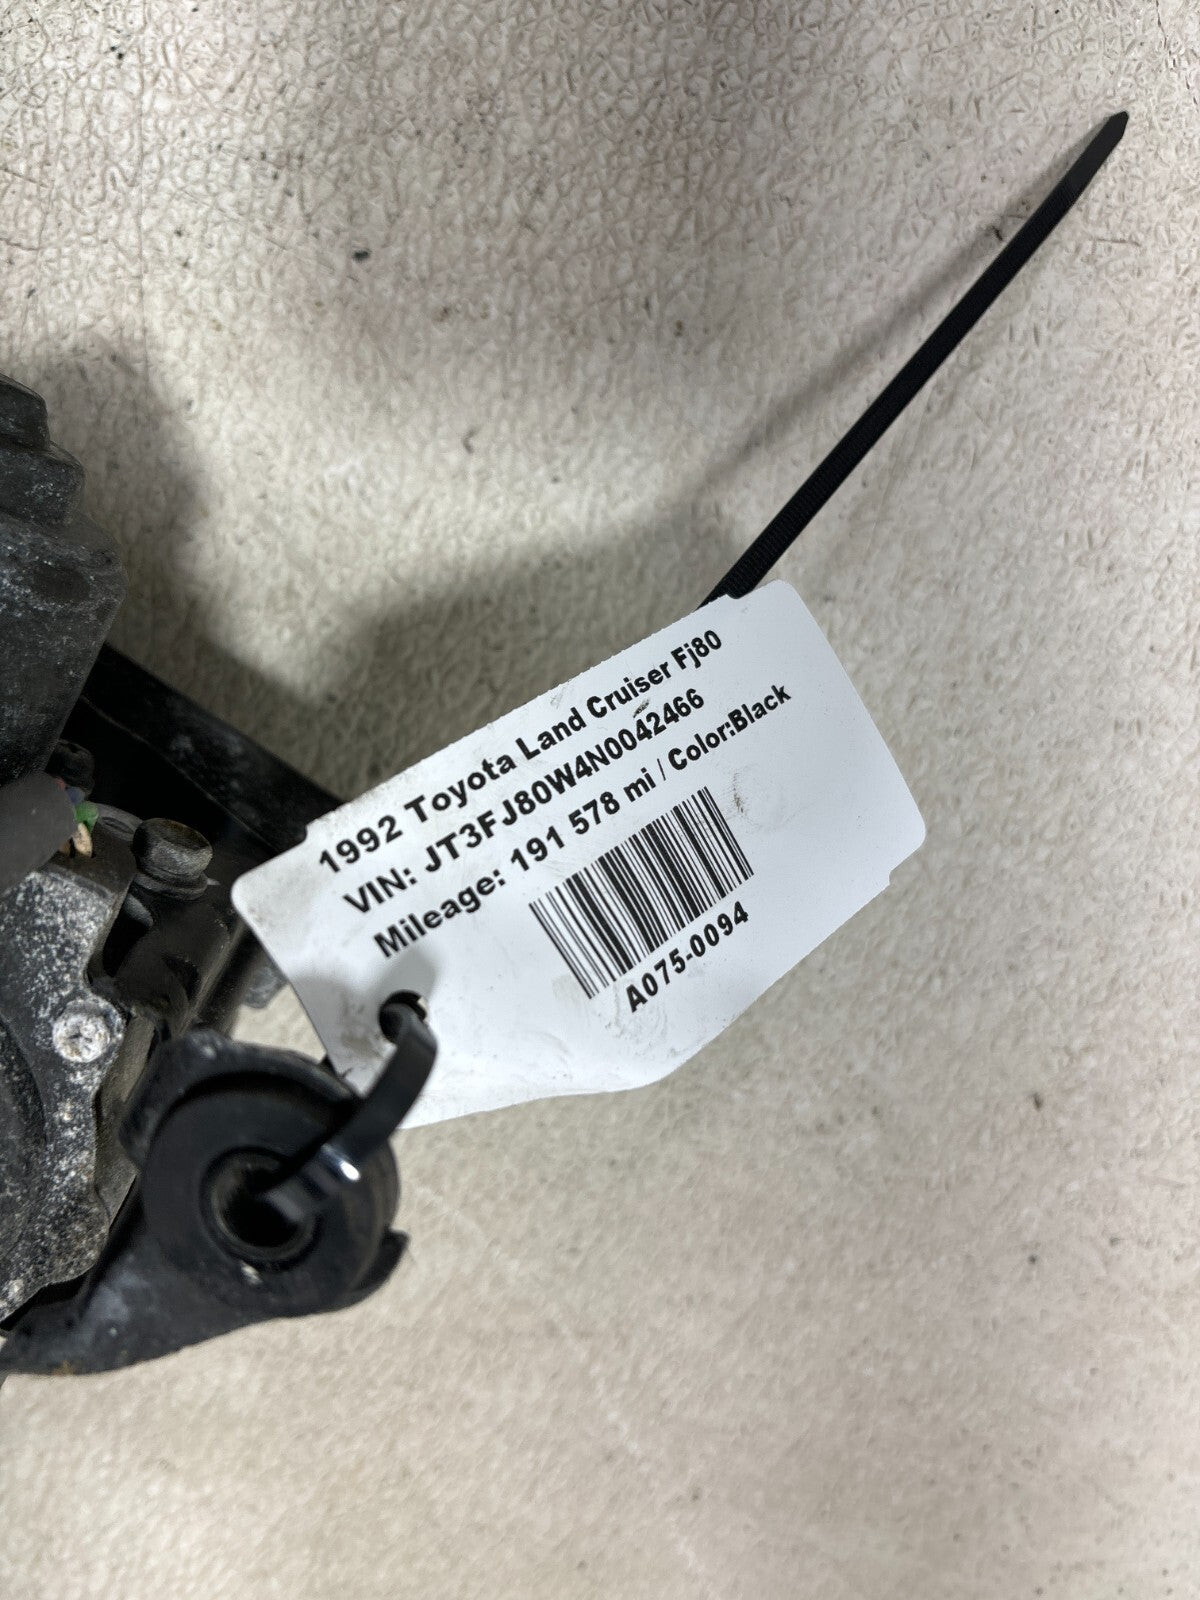 1992 Toyota Land Cruiser Fj80
VIN: JT3FJ80W4N0042466
Mileage: 191 578 mi / Color:Black
A075-0094